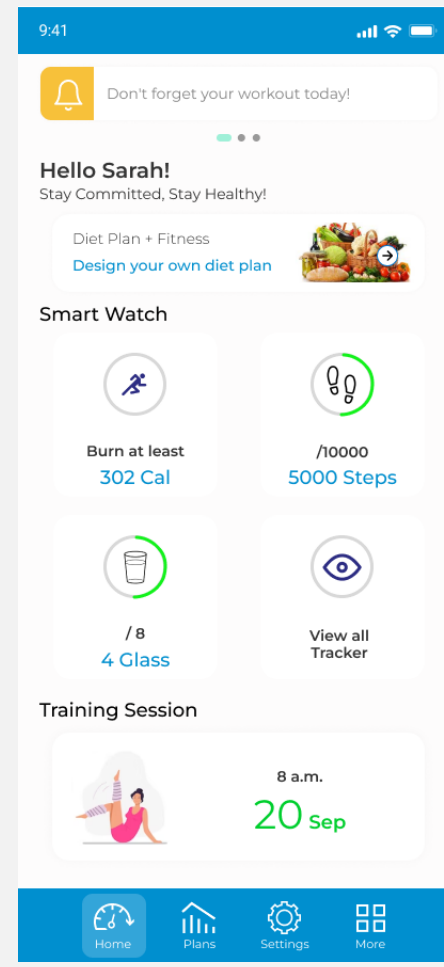 9:41
Don't forget your workout today!
Hello Sarah!
Stay Committed, Stay Healthy!
Diet Plan + Fitness
Design your own diet plan
Smart Watch
Burn at least
302 Cal
/10000
5000 Steps
/ 8
4 Glass
View all
Tracker
Training Session
8 a.m.
20 Sep
Home
Plans
Settings
More